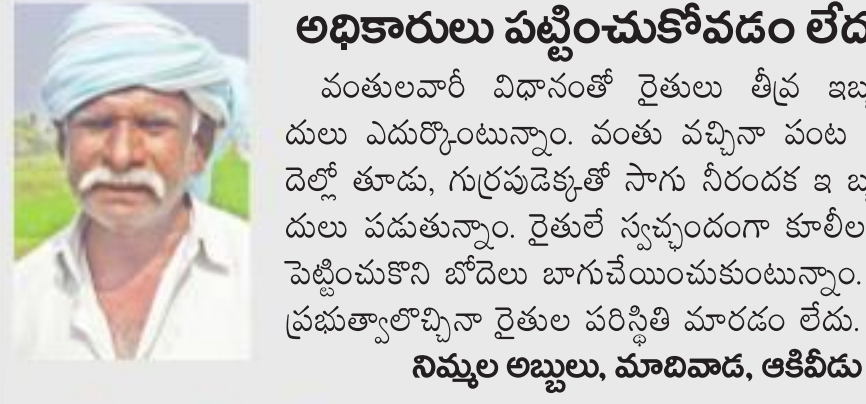 అధికారులు పట్టించుకోవడం లేదు
వంతులవారీ విధానంతో రైతులు తీవ్ర ఇబ
దులు ఎదుర్కొంటున్నాం. వంతు వచ్చినా పంట
దెల్లో తూడు, గుర్రపుడెక్కతో సాగు నీరందక ఇ బ్బ
దులు పడుతున్నాం. రైతులే స్వచ్ఛందంగా కూలీల
పెట్టించుకొని బోదెలు బాగుచేయించుకుంటున్నాం.
ప్రభుత్వాలొచ్చినా రైతుల పరిస్థితి మారడం లేదు.
నిమ్మల అబ్బులు, మాదివాడ, ఆకివీడు